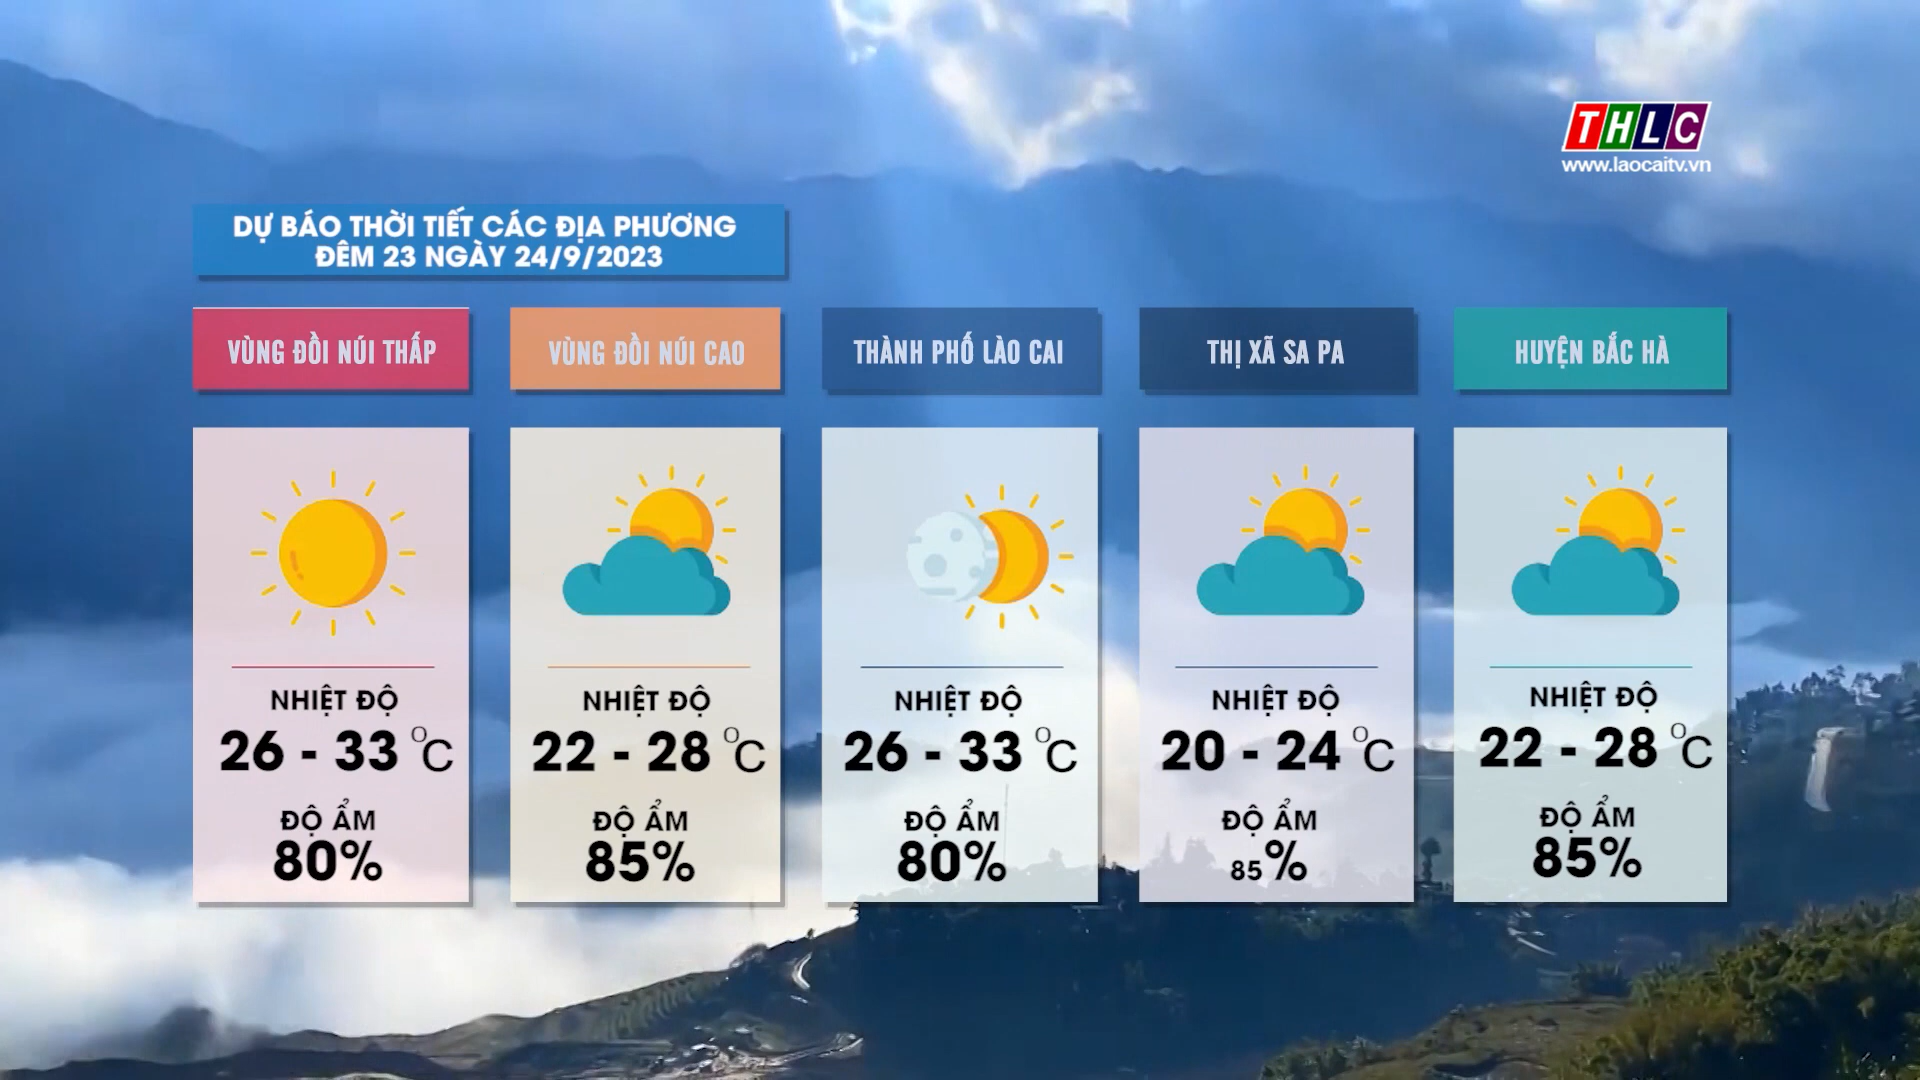 THLC
www.laocaitv.vn
DỰ BÁO THỜI TIẾT CÁC ĐỊA PHƯƠNG
ĐÊM 23 NGÀY 24/9/2023
VÙNG ĐỒI NÚI THẤP
NHIỆT ĐỘ
26 - 33 °C
ĐỘ ẨM
80%
VÙNG ĐỒI NÚI CAO
NHIỆT ĐỘ
22 - 28 °C
ĐỘ ẨM
85%
THÀNH PHỐ LÀO CAI
NHIỆT ĐỘ
26 - 33 °C
ĐỘ ẨM
80%
THỊ XÃ SA PA
NHIỆT ĐỘ
20 - 24 °C
ĐỘ ẨM
85%
HUYỆN BẮC HÀ
NHIỆT ĐỘ
22 - 28 °C
ĐỘ ẨM
85%